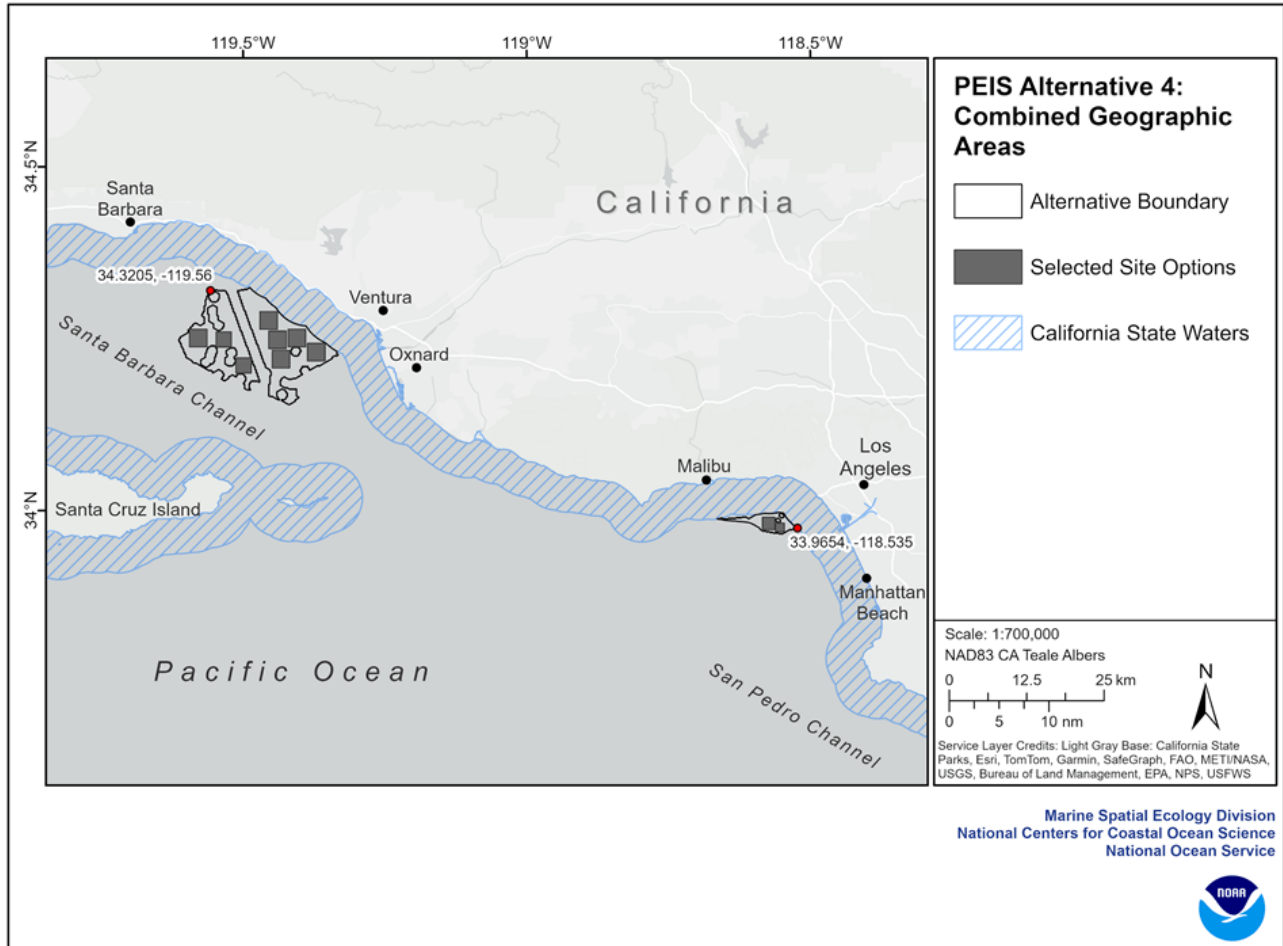 119.5°W
119°W
118.5°W
34.5°N
34°N
Santa
Barbara
California
34.3205, -119.56
Ventura
Santa Barbara Channel
Oxnard
Los
Angeles
Malibu
Santa Cruz Island
33.9654, -118.535
Manhattan
Beach
Pacific Ocean
San Pedro Channel
PEIS Alternative 4:
Combined Geographic
Areas
Alternative Boundary
Selected Site Options
California State Waters
Scale: 1:700,000
NAD83 CA Teale Albers
0 12.5 25 km
0 5 10 nm
N
Service Layer Credits: Light Gray Base: California State
Parks, Esri, TomTom, Garmin, SafeGraph, FAO, METI/NASA,
USGS, Bureau of Land Management, EPA, NPS, USFWS
Marine Spatial Ecology Division
National Centers for Coastal Ocean Science
National Ocean Service
NOAA